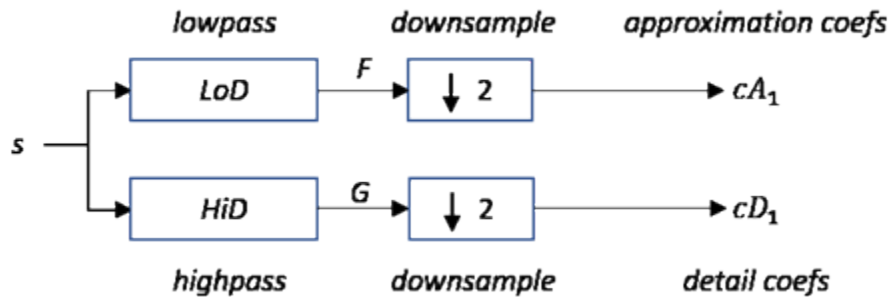 lowpass downsample approximation coefs
F
LoD ↓ 2 cA₁
s
G
HiD ↓ 2 cD₁
highpass downsample detail coefs